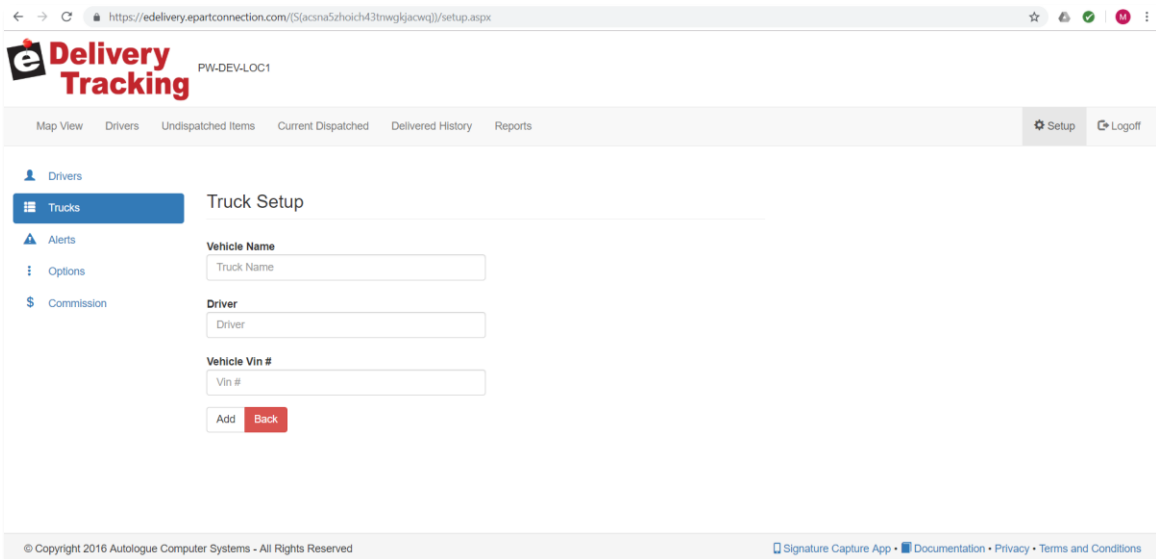 https://edelivery.epartconnection.com/(S(acsna5zhoich43tnwgkjacwq))/setup.aspx
M
e Delivery
Tracking
PW-DEV-LOC1
Map View Drivers Undispatched Items Current Dispatched Delivered History Reports Setup Logoff
Drivers
Trucks
Alerts
Options
$ Commission
Truck Setup
Vehicle Name
Truck Name
Driver
Driver
Vehicle Vin #
Vin #
Add Back
© Copyright 2016 Autologue Computer Systems - All Rights Reserved
Signature Capture App • Documentation • Privacy • Terms and Conditions